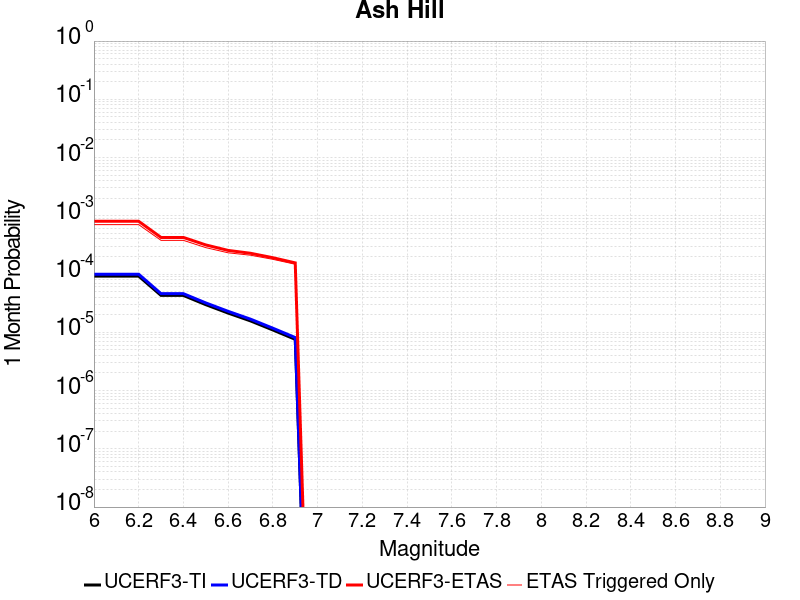 Ash Hill
10^0
10^-1
10^-2
10^-3
10^-4
10^-5
10^-6
10^-7
10^-8
1 Month Probability
6 6.2 6.4 6.6 6.8 7 7.2 7.4 7.6 7.8 8 8.2 8.4 8.6 8.8 9
Magnitude
UCERF3-TI UCERF3-TD UCERF3-ETAS ETAS Triggered Only